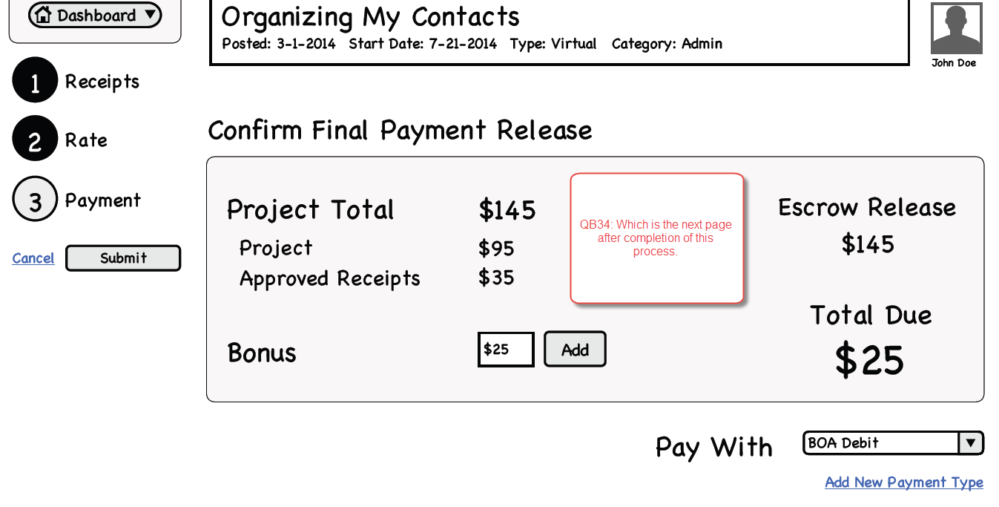 Dashboard
Organizing My Contacts
Posted: 3-1-2014 Start Date: 7-21-2014 Type: Virtual Category: Admin
John Doe
1 Receipts
2 Rate
3 Payment
Cancel Submit
Confirm Final Payment Release
Project Total $145
Project $95
Approved Receipts $35
Bonus $25 Add
QB34: Which is the next page
after completion of this
process.
Escrow Release
$145
Total Due
$25
Pay With BOA Debit
Add New Payment Type